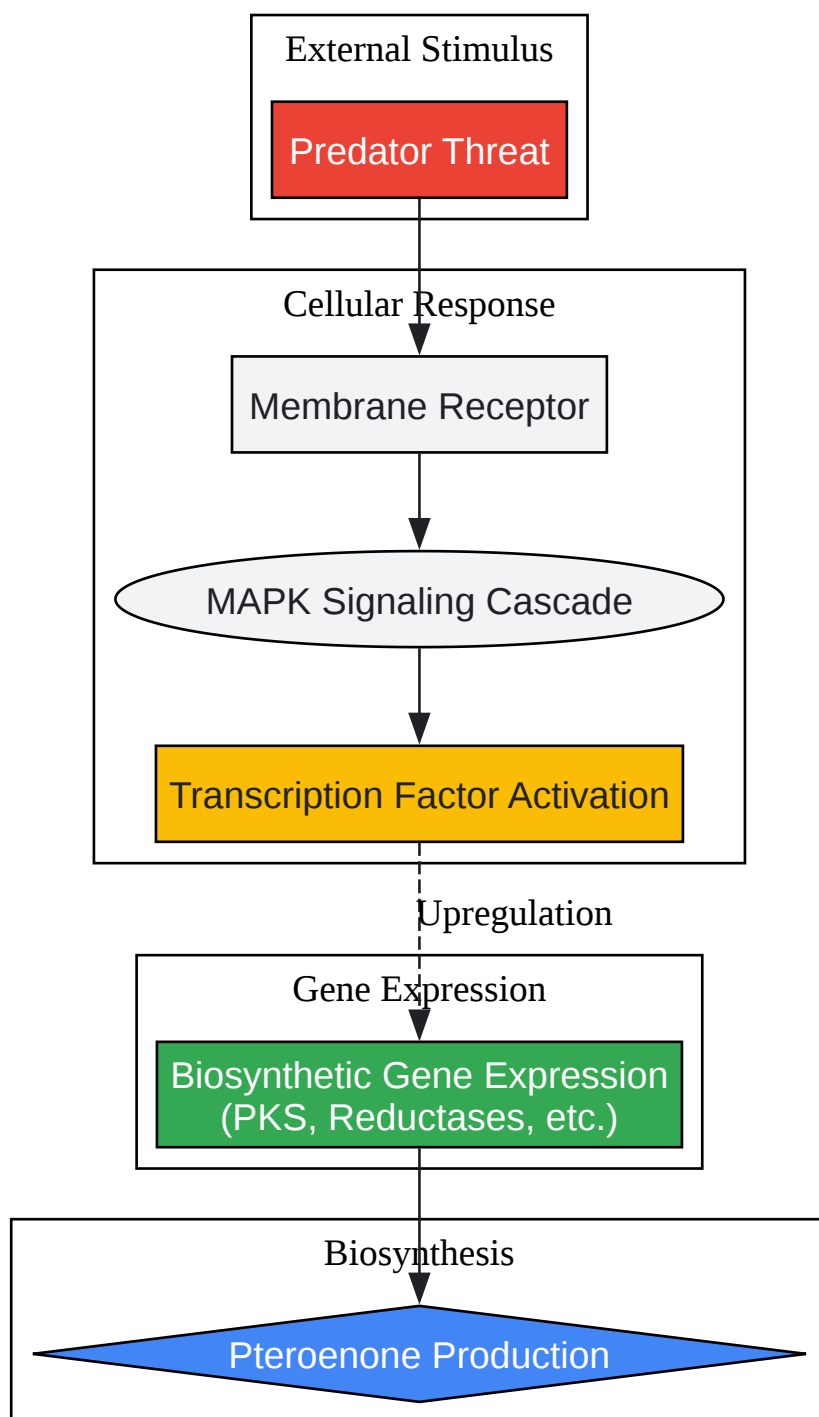 External Stimulus
Predator Threat
Cellular Response
Membrane Receptor
MAPK Signaling Cascade
Transcription Factor Activation
Upregulation
Gene Expression
Biosynthetic Gene Expression
(PKS, Reductases, etc.)
Biosynthesis
Pteroenone Production